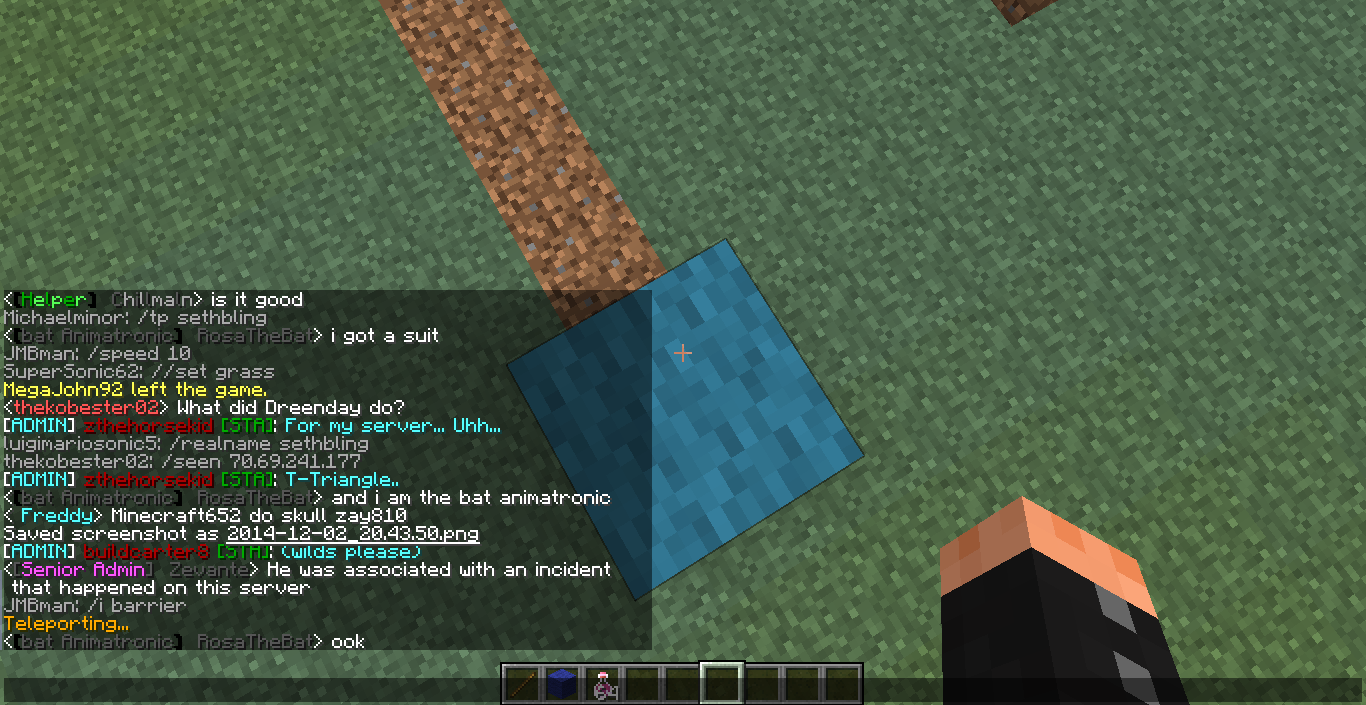 <[Helper] Chillmaln> is it good
Michaelminor: /tp sethbling
<[bat Animatronic] RosaTheBat> i got a suit
JMBman: /speed 10
SuperSonic62: //set grass
MegaJohn92 left the game.
<thekobester02> What did Dreenday do?
[ADMIN] zthehorsekid [STA]: For my server... Uhh...
luigimariosonic5: /realname sethbling
thekobester02: /seen 70.69.241.177
[ADMIN] zthehorsekid [STA]: T-Triangle..
<[bat Animatronic] RosaTheBat> and i am the bat animatronic
< Freddy> Minecraft652 do skull zay810
Saved screenshot as 2014-12-02_20.43.50.png
[ADMIN] buildcarter8 [STA]: (wilds please)
<[Senior Admin] Zevante> He was associated with an incident
that happened on this server
JMBman: /i barrier
Teleporting...
<[bat Animatronic] RosaTheBat> ook
64